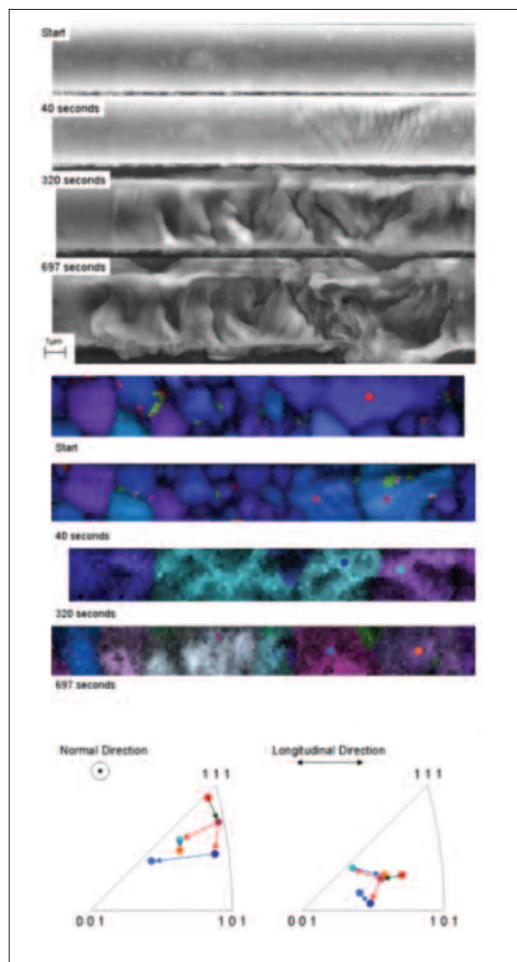 Start
40 seconds
320 seconds
697 seconds
1µm
Start
40 seconds
320 seconds
697 seconds
Normal Direction
Longitudinal Direction
1 1 1
1 1 1
0 0 1
1 0 1
0 0 1
1 0 1